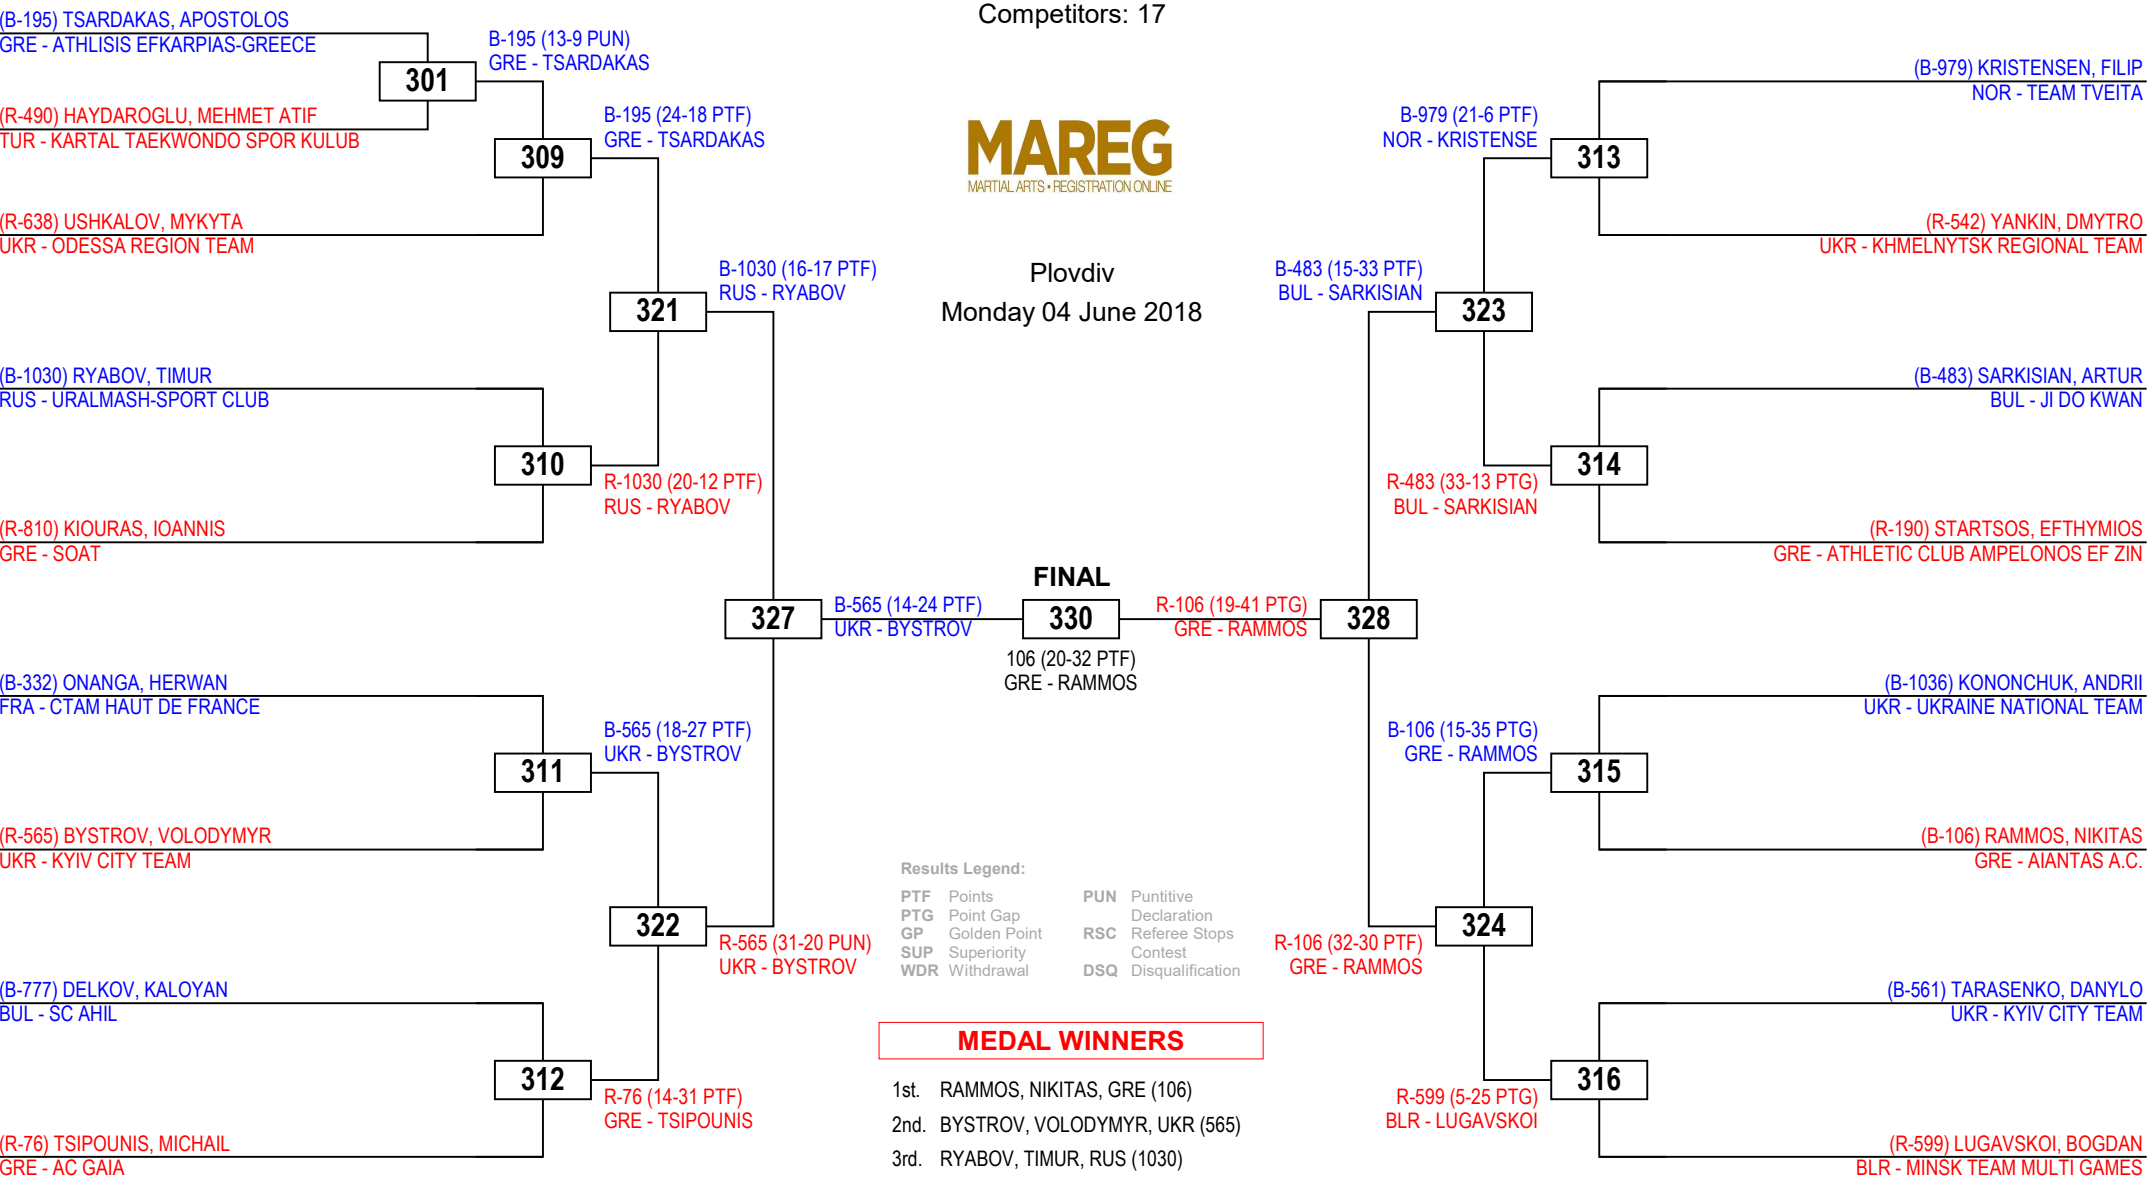 Competitors: 17
(B-195) TSARDAKAS, APOSTOLOS
GRE - ATHLISIS EFKARPIAS-GREECE
301
(R-490) HAYDAROGLU, MEHMET ATIF
TUR - KARTAL TAEKWONDO SPOR KULUB
B-195 (13-9 PUN)
GRE - TSARDAKAS
309
(R-638) USHKALOV, MYKYTA
UKR - ODESSA REGION TEAM
B-195 (24-18 PTF)
GRE - TSARDAKAS
321
B-1030 (16-17 PTF)
RUS - RYABOV
(B-1030) RYABOV, TIMUR
RUS - URALMASH-SPORT CLUB
310
R-1030 (20-12 PTF)
RUS - RYABOV
(R-810) KIOURAS, IOANNIS
GRE - SOAT
327
B-565 (14-24 PTF)
UKR - BYSTROV
(B-332) ONANGA, HERWAN
FRA - CTAM HAUT DE FRANCE
311
B-565 (18-27 PTF)
UKR - BYSTROV
(R-565) BYSTROV, VOLODYMYR
UKR - KYIV CITY TEAM
322
R-565 (31-20 PUN)
UKR - BYSTROV
(B-777) DELKOV, KALOYAN
BUL - SC AHIL
312
R-76 (14-31 PTF)
GRE - TSIPOUNIS
(R-76) TSIPOUNIS, MICHAIL
GRE - AC GAIA
MAREG
MARTIAL ARTS • REGISTRATION ONLINE
Plovdiv
Monday 04 June 2018
FINAL
330
106 (20-32 PTF)
GRE - RAMMOS
(B-979) KRISTENSEN, FILIP
NOR - TEAM TVEITA
B-979 (21-6 PTF)
NOR - KRISTENSE
313
(R-542) YANKIN, DMYTRO
UKR - KHMELNYTSK REGIONAL TEAM
B-483 (15-33 PTF)
BUL - SARKISIAN
323
(B-483) SARKISIAN, ARTUR
BUL - JI DO KWAN
314
R-483 (33-13 PTG)
BUL - SARKISIAN
(R-190) STARTSOS, EFTHYMIOS
GRE - ATHLETIC CLUB AMPELONOS EF ZIN
R-106 (19-41 PTG)
GRE - RAMMOS
328
(B-1036) KONONCHUK, ANDRII
UKR - UKRAINE NATIONAL TEAM
B-106 (15-35 PTG)
GRE - RAMMOS
315
(B-106) RAMMOS, NIKITAS
GRE - AIANTAS A.C.
324
R-106 (32-30 PTF)
GRE - RAMMOS
(B-561) TARASENKO, DANYLO
UKR - KYIV CITY TEAM
316
R-599 (5-25 PTG)
BLR - LUGAVSKOI
(R-599) LUGAVSKOI, BOGDAN
BLR - MINSK TEAM MULTI GAMES
Results Legend:
PTF Points
PTG Point Gap
GP Golden Point
SUP Superiority
WDR Withdrawal
PUN Puntitive
Declaration
RSC Referee Stops
Contest
DSQ Disqualification
MEDAL WINNERS
1st. RAMMOS, NIKITAS, GRE (106)
2nd. BYSTROV, VOLODYMYR, UKR (565)
3rd. RYABOV, TIMUR, RUS (1030)